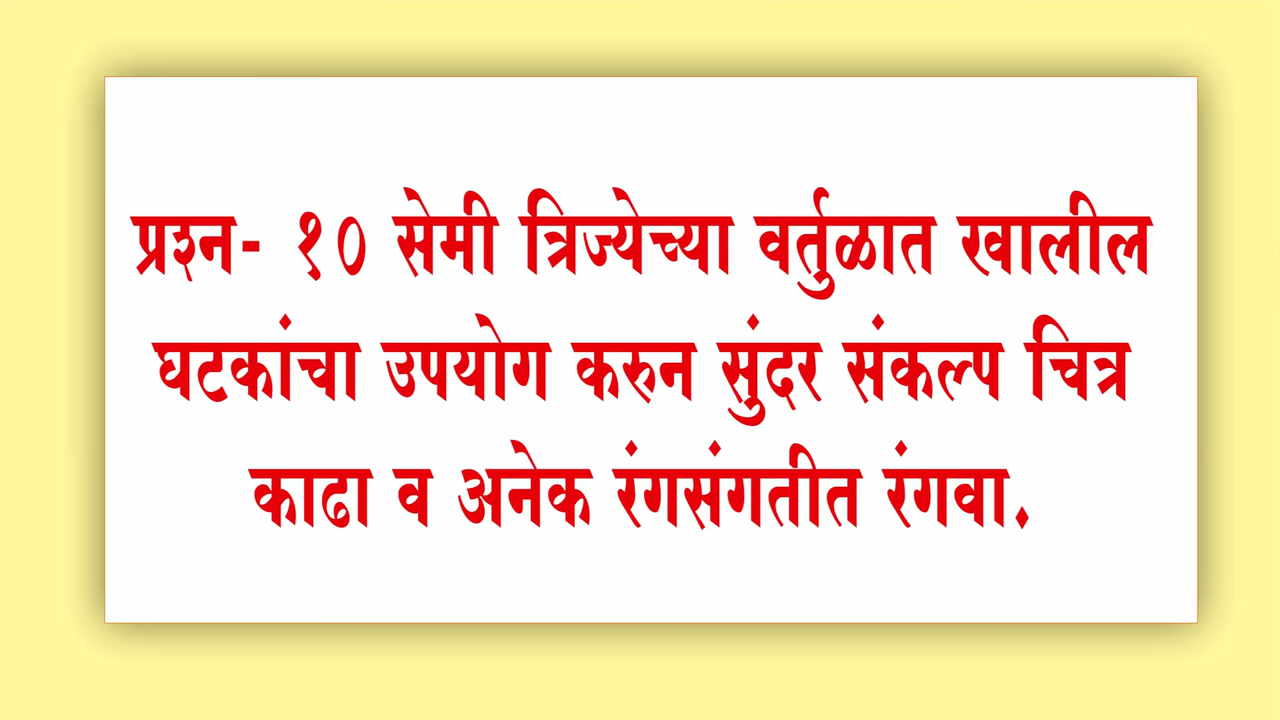 प्रश्न- १० सेमी त्रिज्येच्या वर्तुळात खालील
घटकांचा उपयोग करुन सुंदर संकल्प चित्र
काढा व अनेक रंगसंगतीत रंगवा.